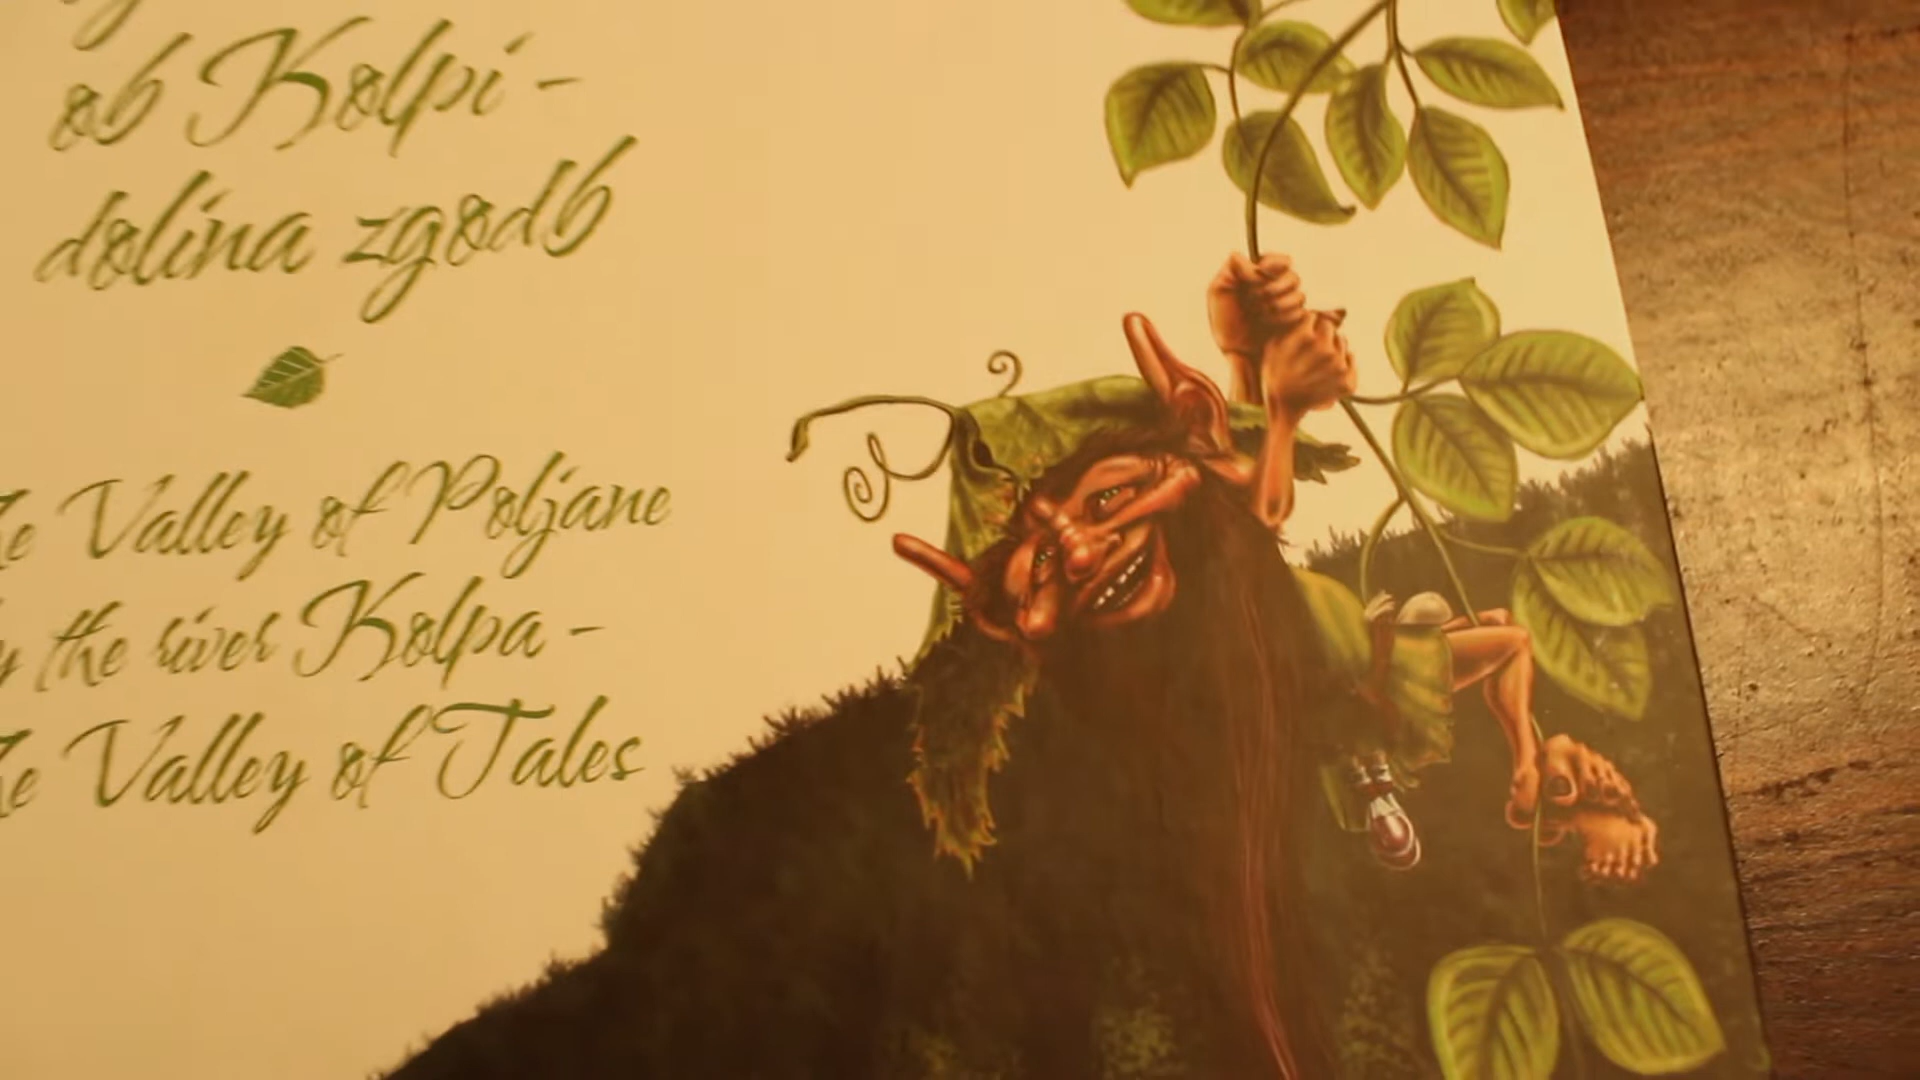 ob Kolpi -
dolina zgodb
Valley of Poljane
the river Kolpa -
Valley of Tales